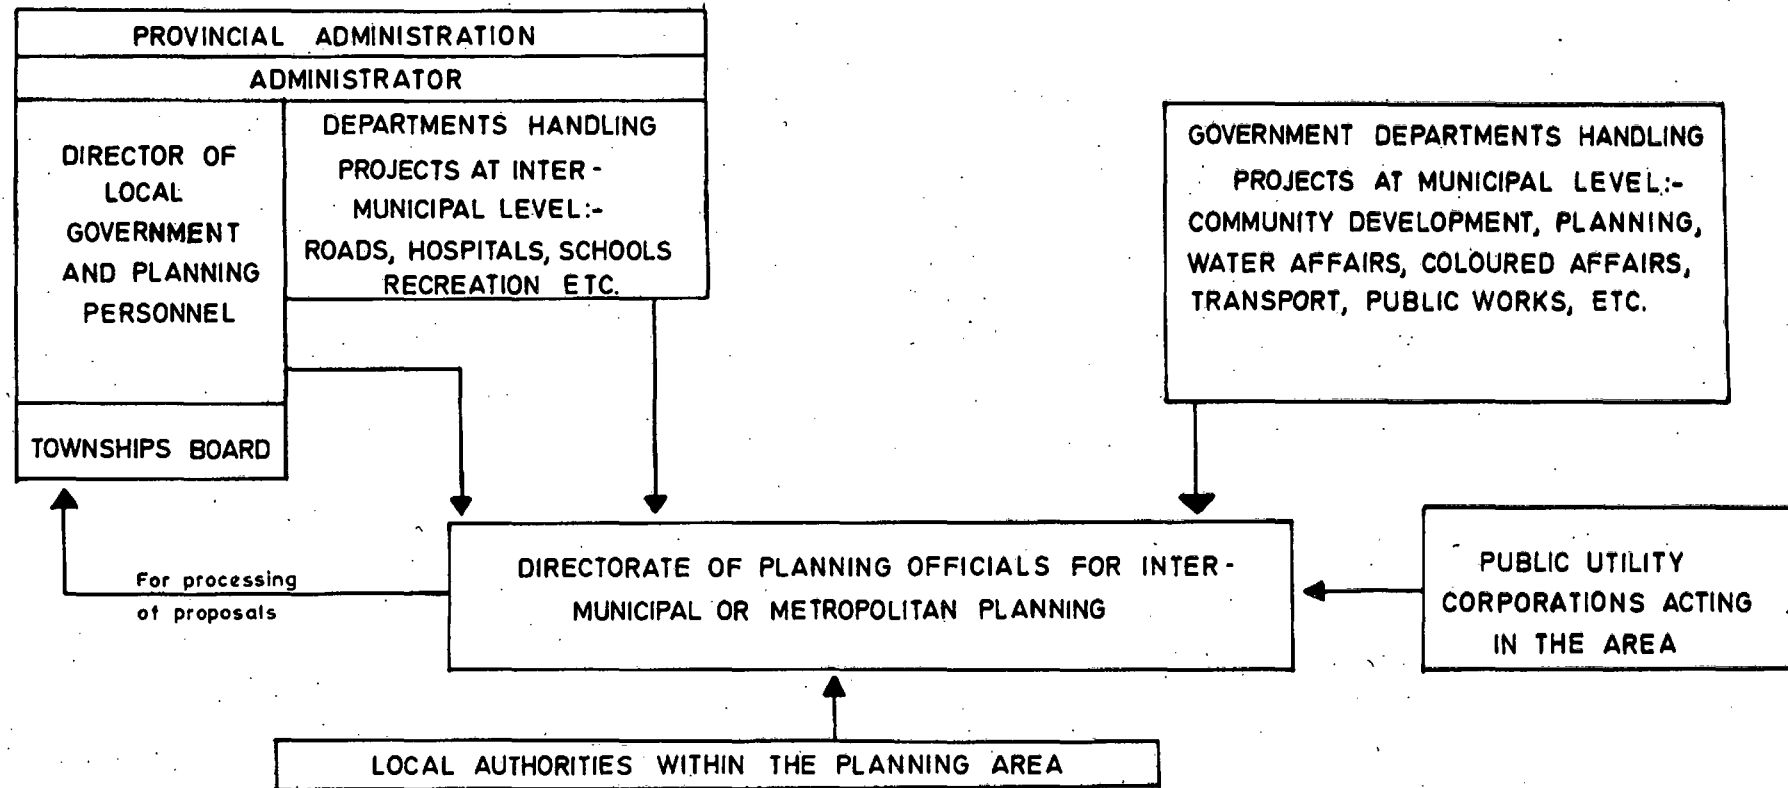 PROVINCIAL ADMINISTRATION
ADMINISTRATOR
DIRECTOR OF
LOCAL
GOVERNMENT
AND PLANNING
PERSONNEL
TOWNSHIPS BOARD
DEPARTMENTS HANDLING
PROJECTS AT INTER-
MUNICIPAL LEVEL:-
ROADS, HOSPITALS, SCHOOLS
RECREATION ETC.
GOVERNMENT DEPARTMENTS HANDLING
PROJECTS AT MUNICIPAL LEVEL:-
COMMUNITY DEVELOPMENT, PLANNING,
WATER AFFAIRS, COLOURED AFFAIRS,
TRANSPORT, PUBLIC WORKS, ETC.
For processing
of proposals
DIRECTORATE OF PLANNING OFFICIALS FOR INTER-
MUNICIPAL OR METROPOLITAN PLANNING
PUBLIC UTILITY
CORPORATIONS ACTING
IN THE AREA
LOCAL AUTHORITIES WITHIN THE PLANNING AREA